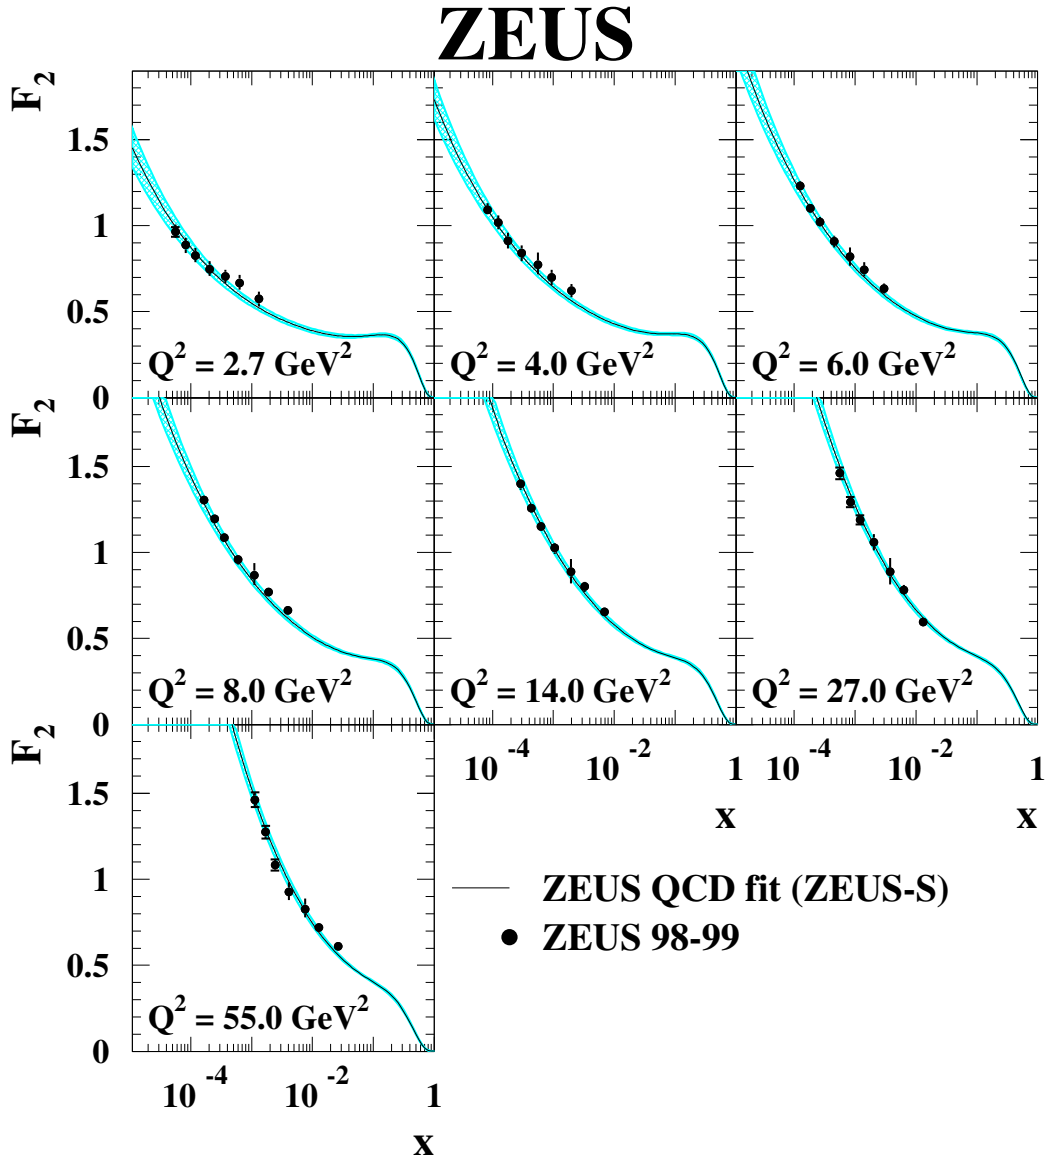 ZEUS
F2
1.5
1
0.5
0
Q² = 2.7 GeV²
Q² = 4.0 GeV²
Q² = 6.0 GeV²
F2
1.5
1
0.5
0
Q² = 8.0 GeV²
Q² = 14.0 GeV²
Q² = 27.0 GeV²
10⁻⁴ 10⁻² 1
x
10⁻⁴ 10⁻² 1
x
F2
1.5
1
0.5
0
Q² = 55.0 GeV²
10⁻⁴ 10⁻² 1
x
ZEUS QCD fit (ZEUS-S)
ZEUS 98-99